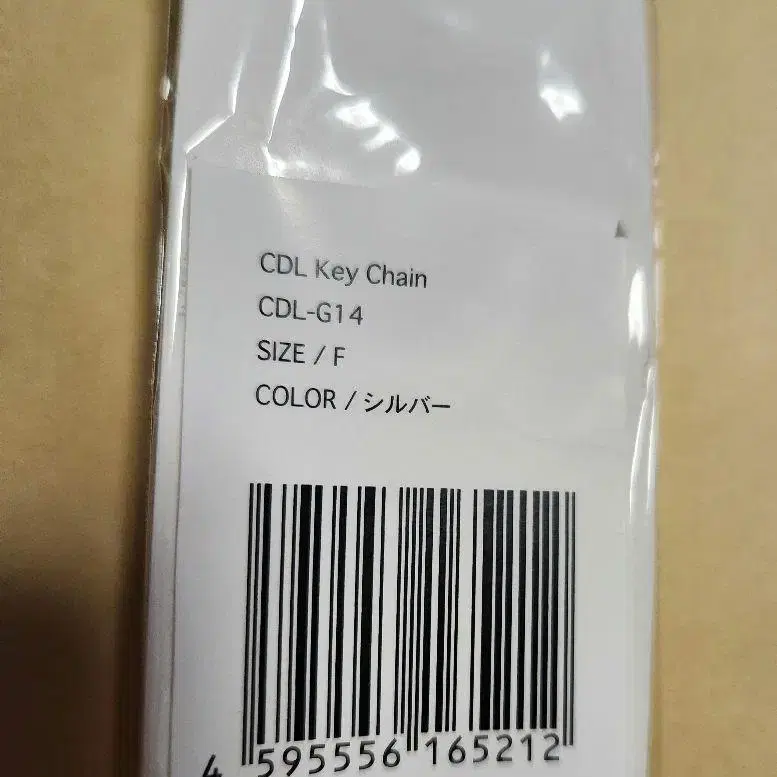 CDL Key Chain
CDL-G14
SIZE / F
COLOR / シルバー
4 595556 165212